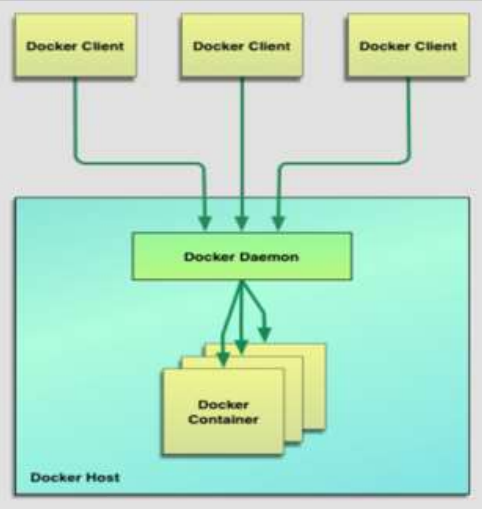 Docker Client
Docker Client
Docker Client
Docker Daemon
Docker
Container
Docker Host